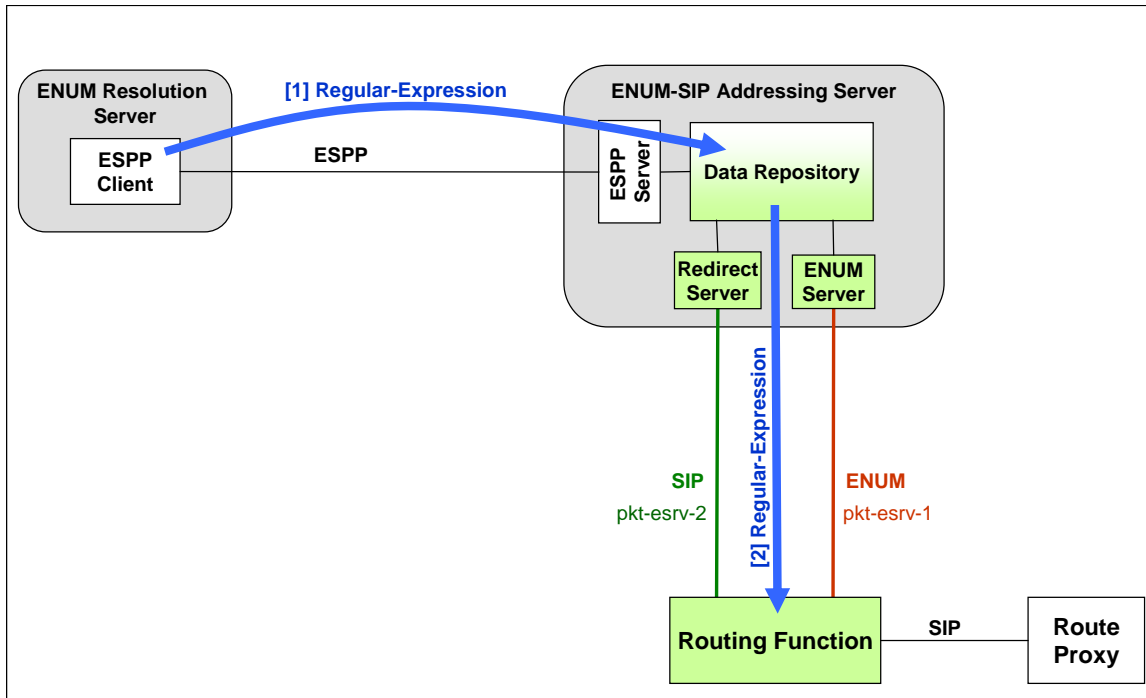 ENUM Resolution
Server
ESPP
Client
[1] Regular-Expression
ESPP
ENUM-SIP Addressing Server
ESPP
Server
Data Repository
Redirect
Server
ENUM
Server
SIP
pkt-esrv-2
[2] Regular-Expression
ENUM
pkt-esrv-1
Routing Function
SIP
Route
Proxy